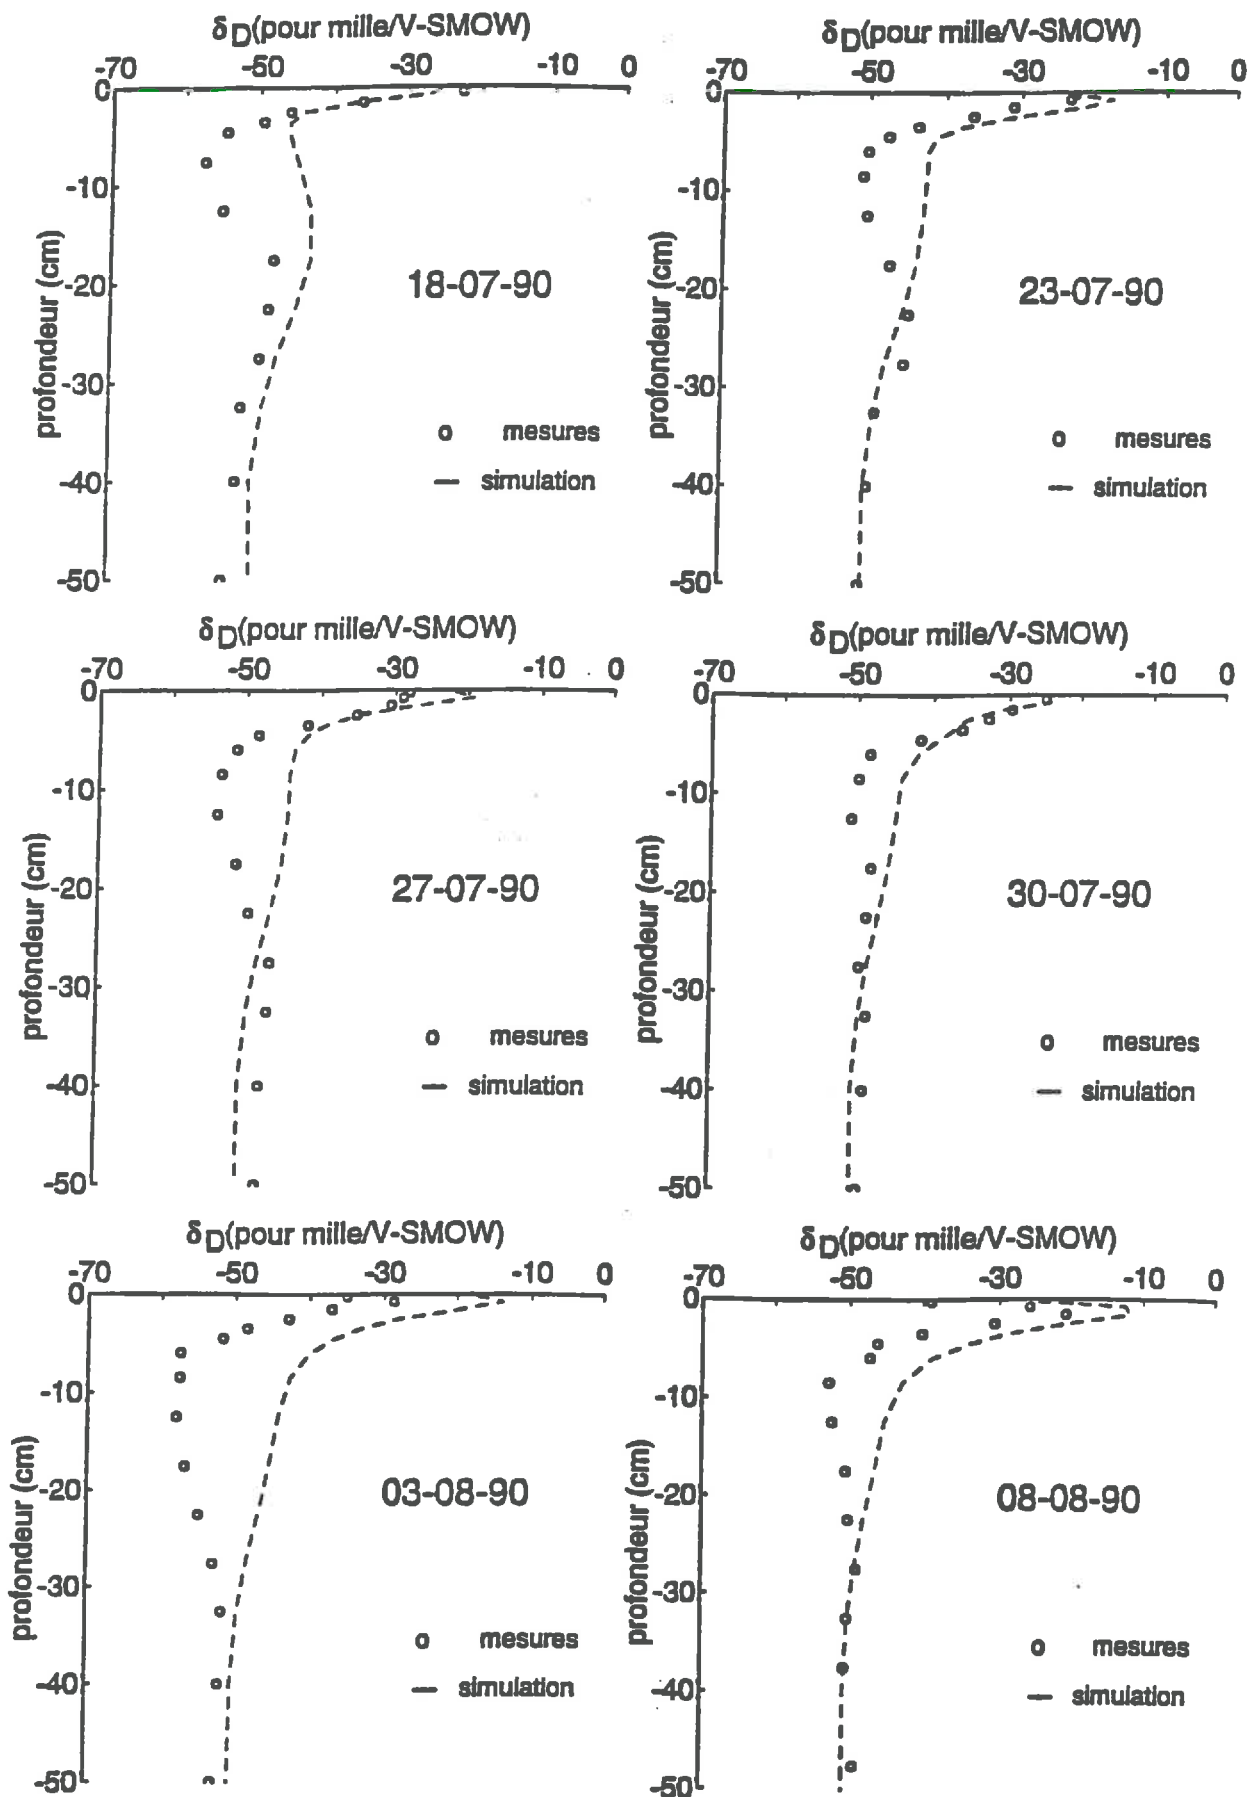 δD(pour mille/V-SMOW)
-70 -50 -30 -10 0
0
-10
-20
-30
-40
-50
profondeur (cm)
18-07-90
o mesures
— simulation
δD(pour mille/V-SMOW)
-70 -50 -30 -10 0
0
-10
-20
-30
-40
-50
profondeur (cm)
23-07-90
o mesures
--- simulation
δD(pour mille/V-SMOW)
-70 -50 -30 -10 0
0
-10
-20
-30
-40
-50
profondeur (cm)
27-07-90
o mesures
— simulation
δD(pour mille/V-SMOW)
-70 -50 -30 -10 0
0
-10
-20
-30
-40
-50
profondeur (cm)
30-07-90
o mesures
— simulation
δD(pour mille/V-SMOW)
-70 -50 -30 -10 0
0
-10
-20
-30
-40
-50
profondeur (cm)
03-08-90
o mesures
— simulation
δD(pour mille/V-SMOW)
-70 -50 -30 -10 0
0
-10
-20
-30
-40
-50
profondeur (cm)
08-08-90
o mesures
— simulation